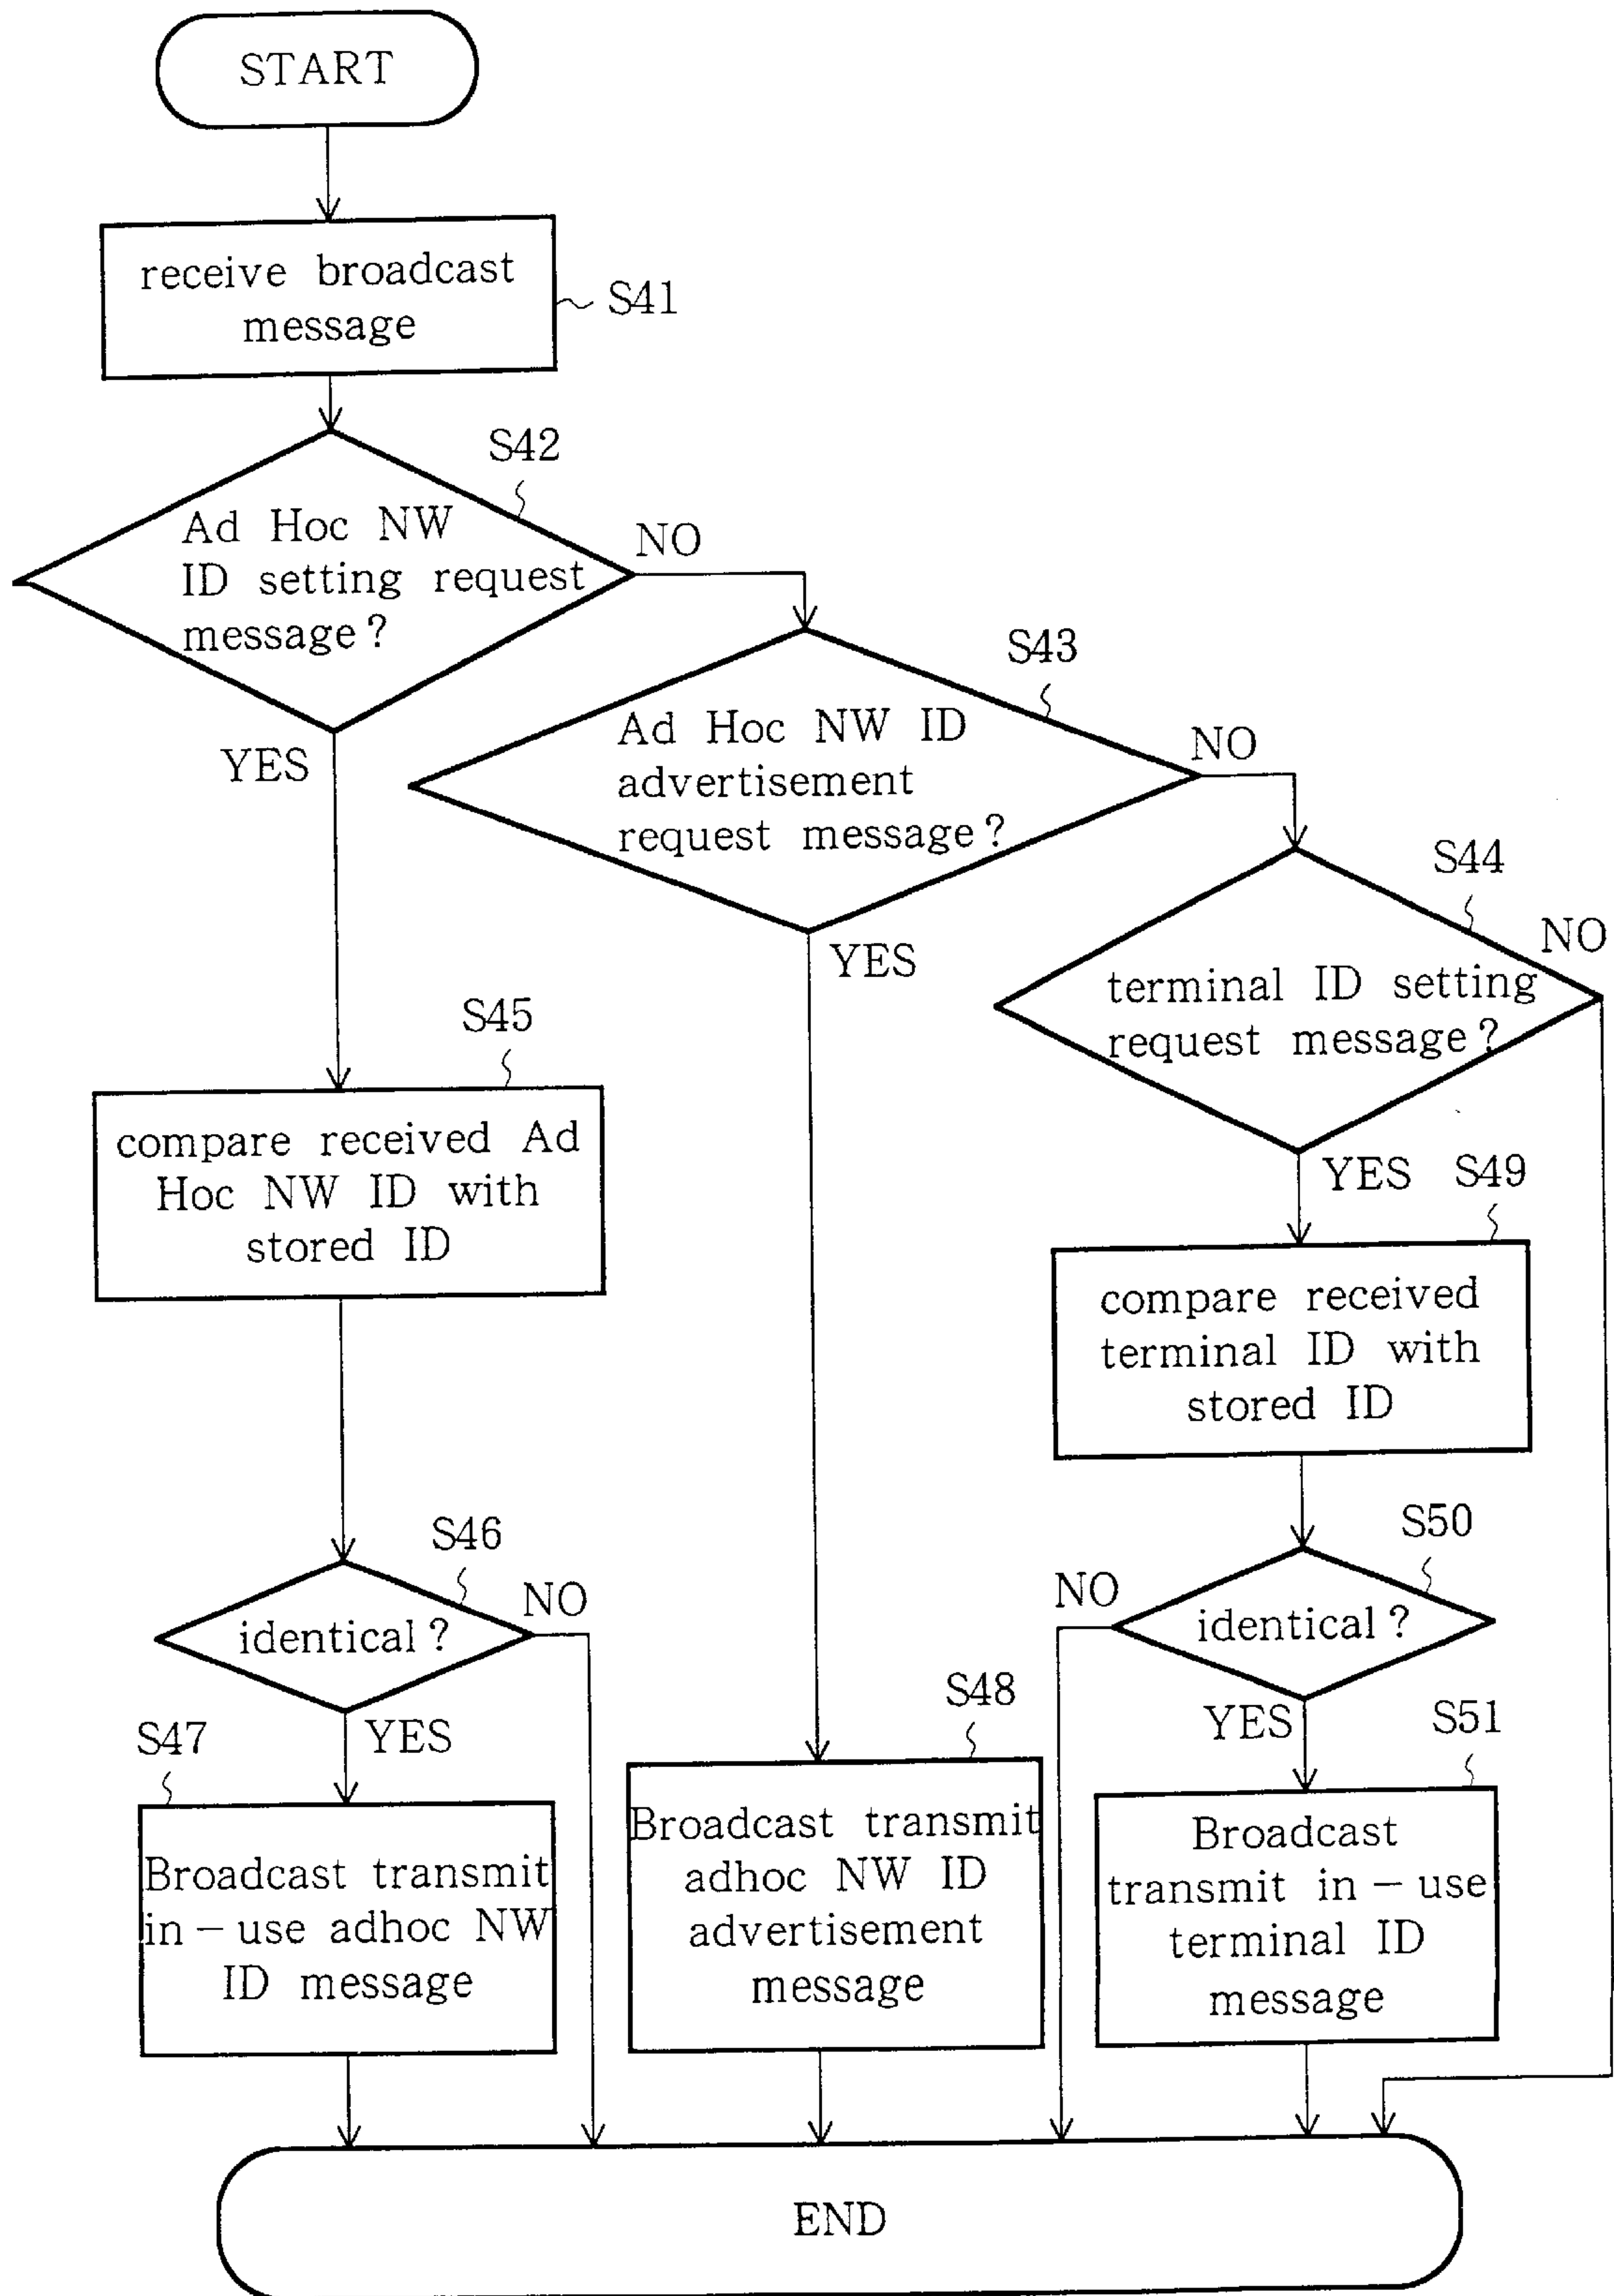 START
receive broadcast
message
S41
S42
Ad Hoc NW
ID setting request
message?
NO
YES
S43
Ad Hoc NW ID
advertisement
request message?
NO
YES
S44
terminal ID setting
request message?
NO
YES
S45
compare received Ad
Hoc NW ID with
stored ID
S49
compare received
terminal ID with
stored ID
S46
identical?
NO
YES
S50
identical?
NO
YES
S47
Broadcast transmit
in-use adhoc NW
ID message
S48
Broadcast transmit
adhoc NW ID
advertisement
message
S51
Broadcast
transmit in-use
terminal ID
message
END